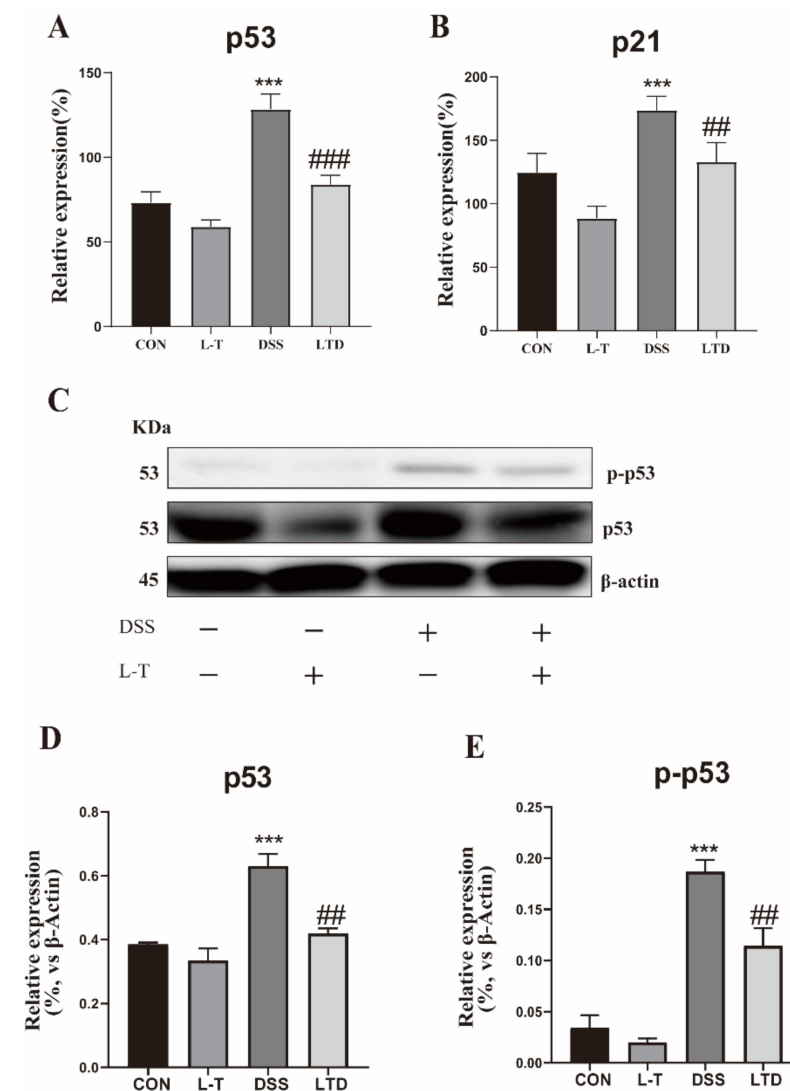 A
p53
Relative expression(%)
150
100
50
0
***
###
CON L-T DSS LTD
B
p21
Relative expression(%)
200
150
100
50
0
***
##
CON L-T DSS LTD
C
KDa
53 p-p53
53 p53
45 β-actin
DSS − − + +
L-T − + − +
D
p53
Relative expression
(%, vs β-Actin)
0.8
0.6
0.4
0.2
0.0
***
##
CON L-T DSS LTD
E
p-p53
Relative expression
(%, vs β-Actin)
0.25
0.20
0.15
0.10
0.05
0.00
***
##
CON L-T DSS LTD